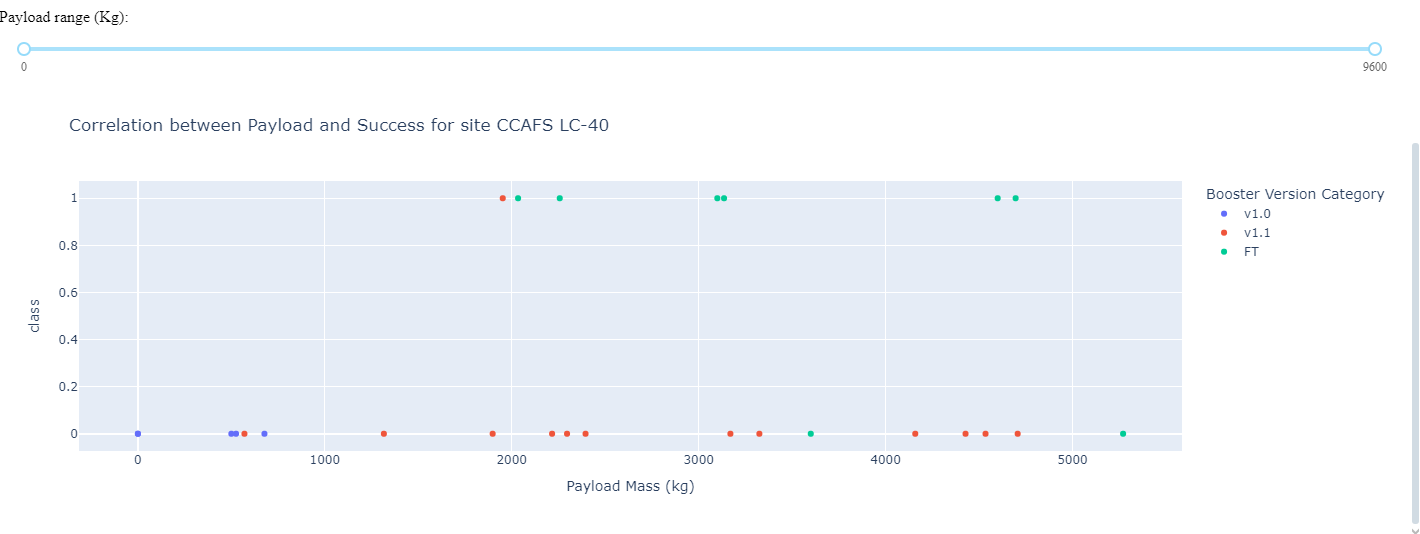 Payload range (Kg):
0 9600
Correlation between Payload and Success for site CCAFS LC-40
Booster Version Category
v1.0
v1.1
FT
class
1
0.8
0.6
0.4
0.2
0
0 1000 2000 3000 4000 5000
Payload Mass (kg)